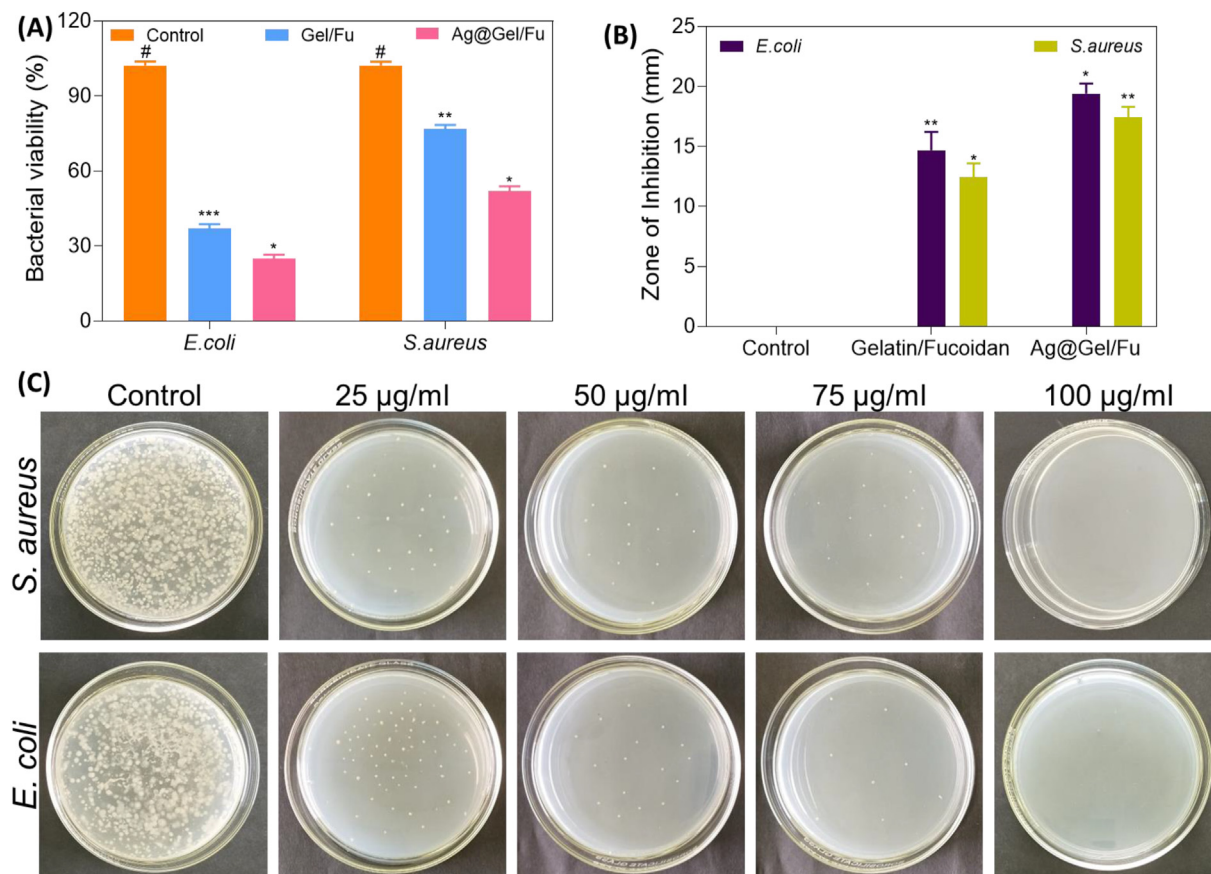 (A)
Control Gel/Fu Ag@Gel/Fu
Bacterial viability (%)
120
90
60
30
0
#
***
*
#
**
*
E.coli S.aureus
(B)
E.coli S.aureus
Zone of Inhibition (mm)
25
20
15
10
5
0
**
*
*
**
Control Gelatin/Fucoidan Ag@Gel/Fu
(C)
Control 25 µg/ml 50 µg/ml 75 µg/ml 100 µg/ml
S. aureus
E. coli